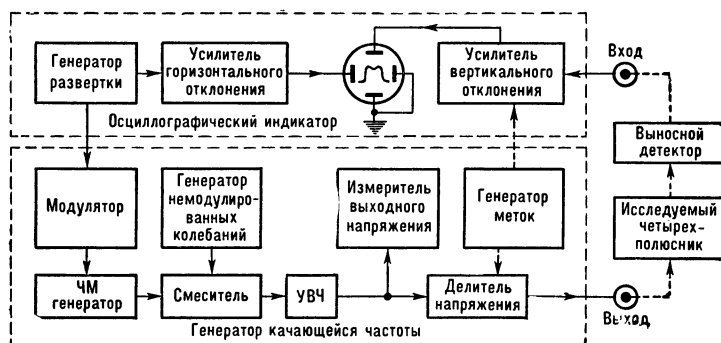 Генератор
развертки
Усилитель
горизонтального
отклонения
Усилитель
вертикального
отклонения
Вход
Осциллографический индикатор
Выносной
детектор
Модулятор
Генератор
немодулиро-
ванных
колебаний
Измеритель
выходного
напряжения
Генератор
меток
Исследуемый
четырех-
полюсник
ЧМ
генератор
Смеситель
УВЧ
Делитель
напряжения
Выход
Генератор качающейся частоты